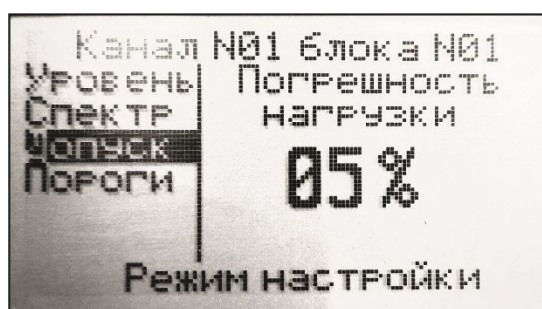 Канал N01 блока N01
Уровень
Спектр
Допуск
Пороги
Погрешность
нагрузки
05%
Режим настройки